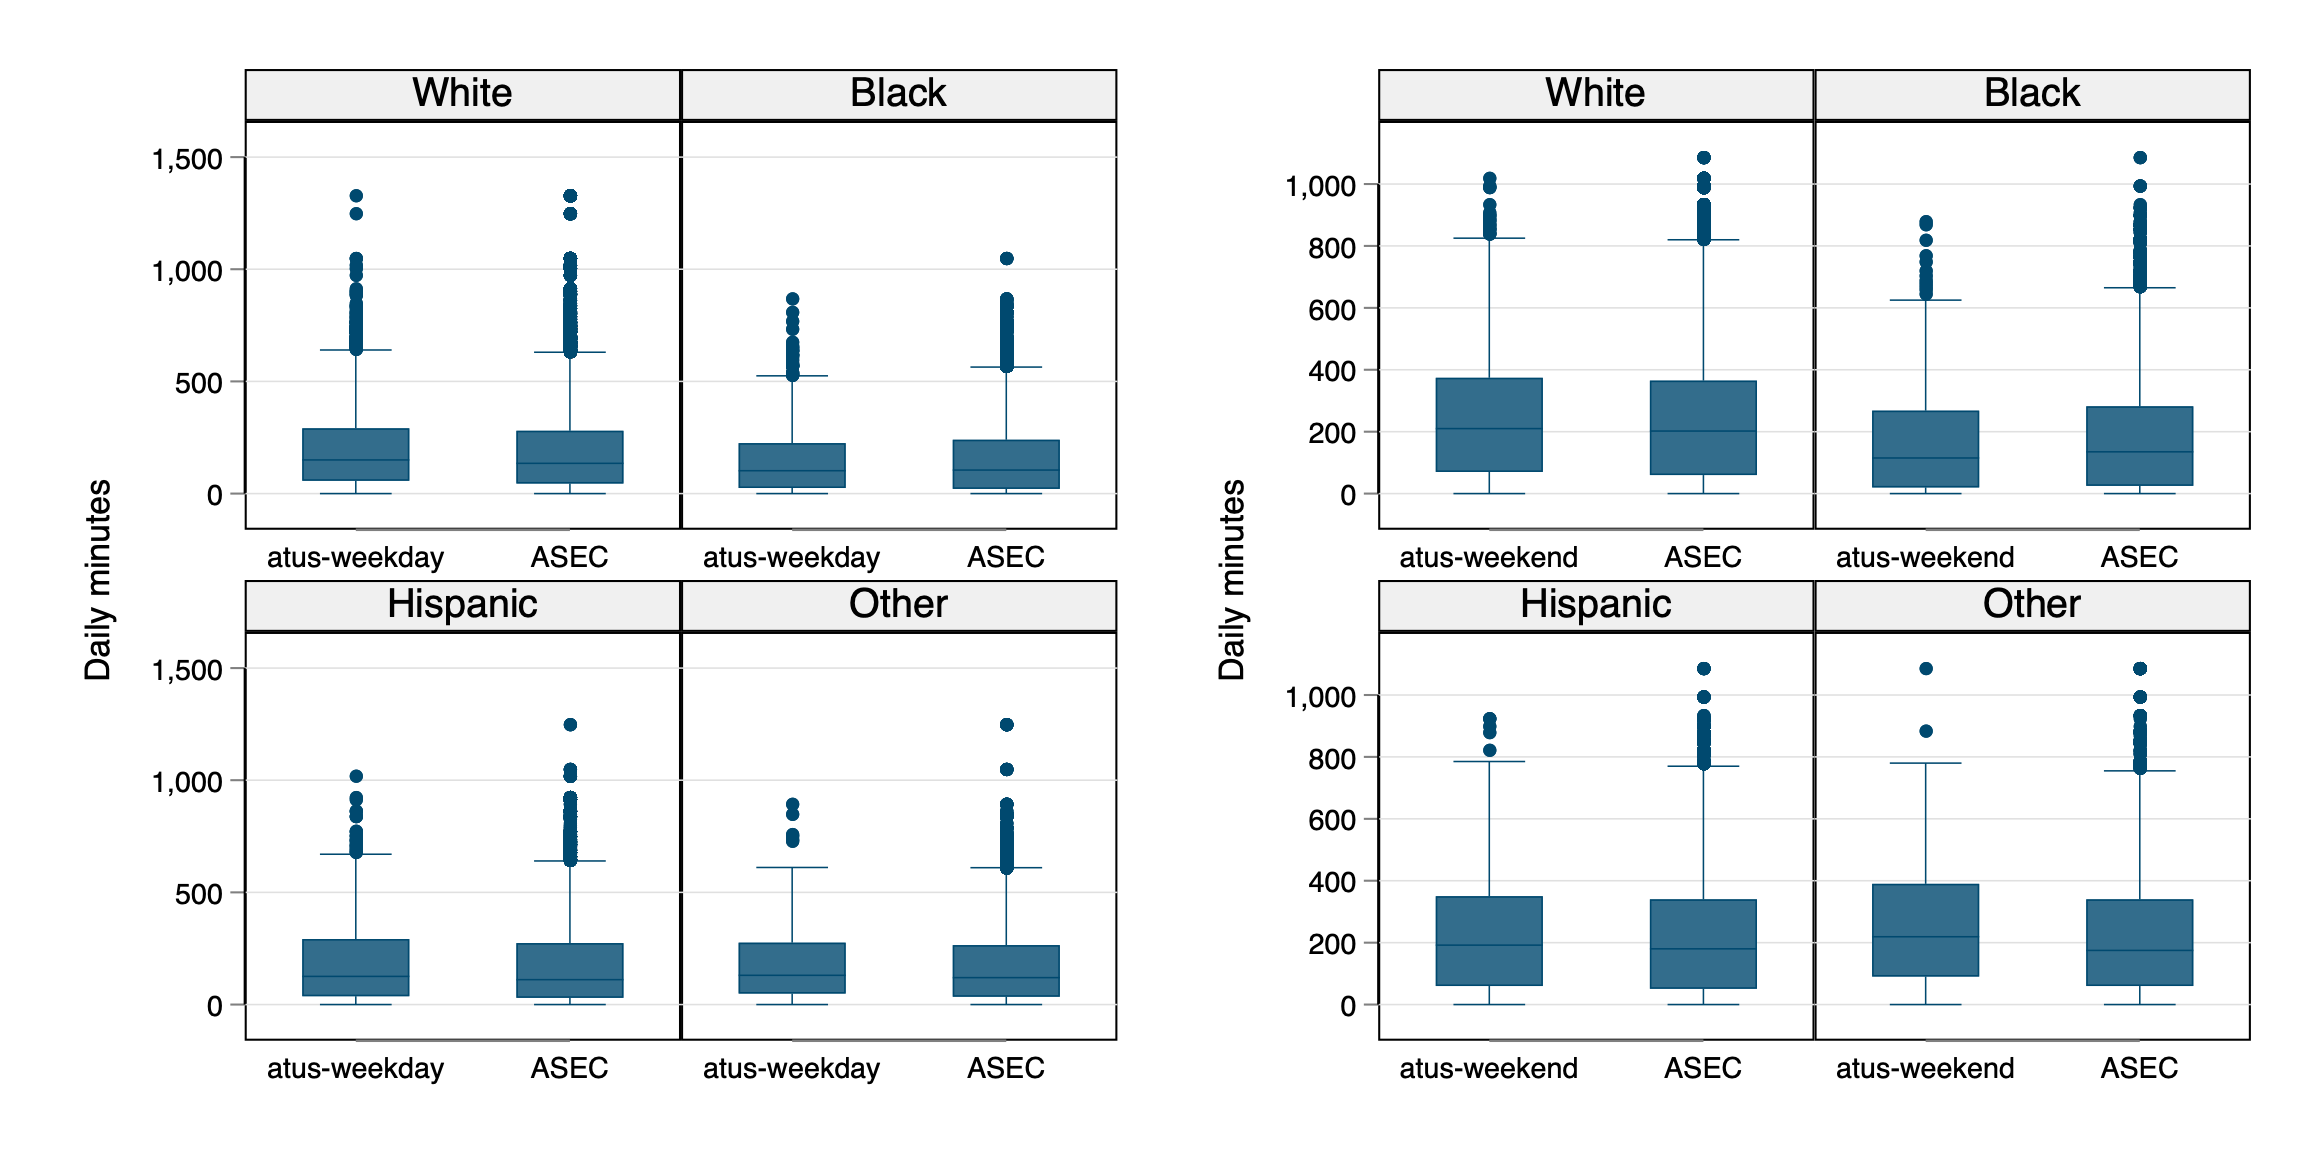 White Black
1,500
1,000
500
0
Daily minutes
atus-weekday ASEC atus-weekday ASEC
Hispanic Other
1,500
1,000
500
0
atus-weekday ASEC atus-weekday ASEC
White Black
1,000
800
600
400
200
0
Daily minutes
atus-weekend ASEC atus-weekend ASEC
Hispanic Other
1,000
800
600
400
200
0
atus-weekend ASEC atus-weekend ASEC